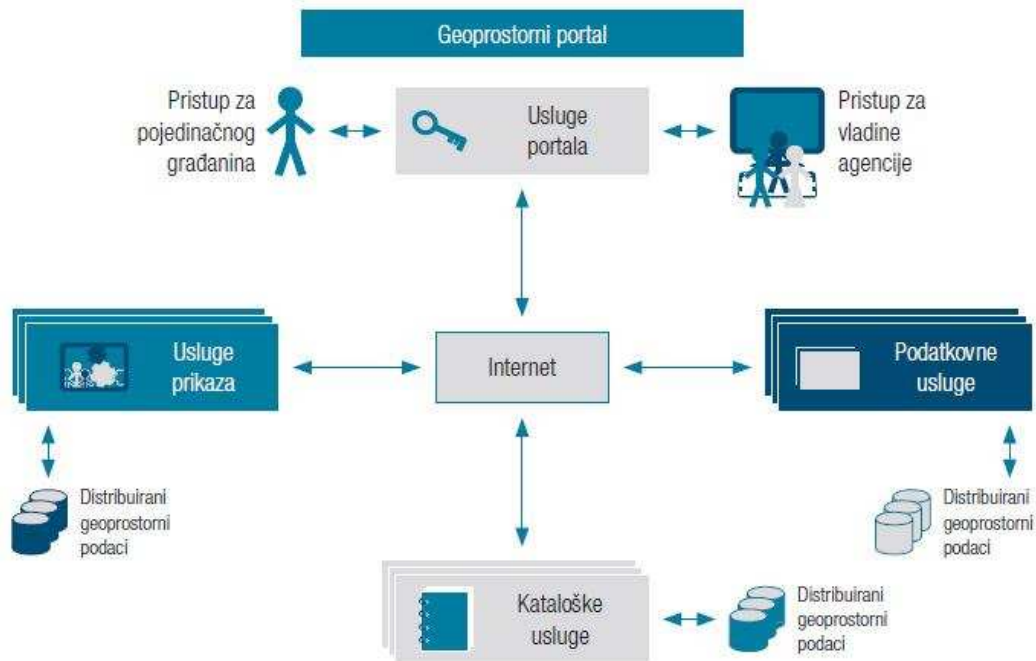 Geoprostorni portal
Pristup za
pojedinačnog
građanina
Usluge
portala
Pristup za
vladine
agencije
Usluge
prikaza
Internet
Podatkovne
usluge
Distribuirani
geoprostorni
podaci
Distribuirani
geoprostorni
podaci
Kataloške
usluge
Distribuirani
geoprostorni
podaci